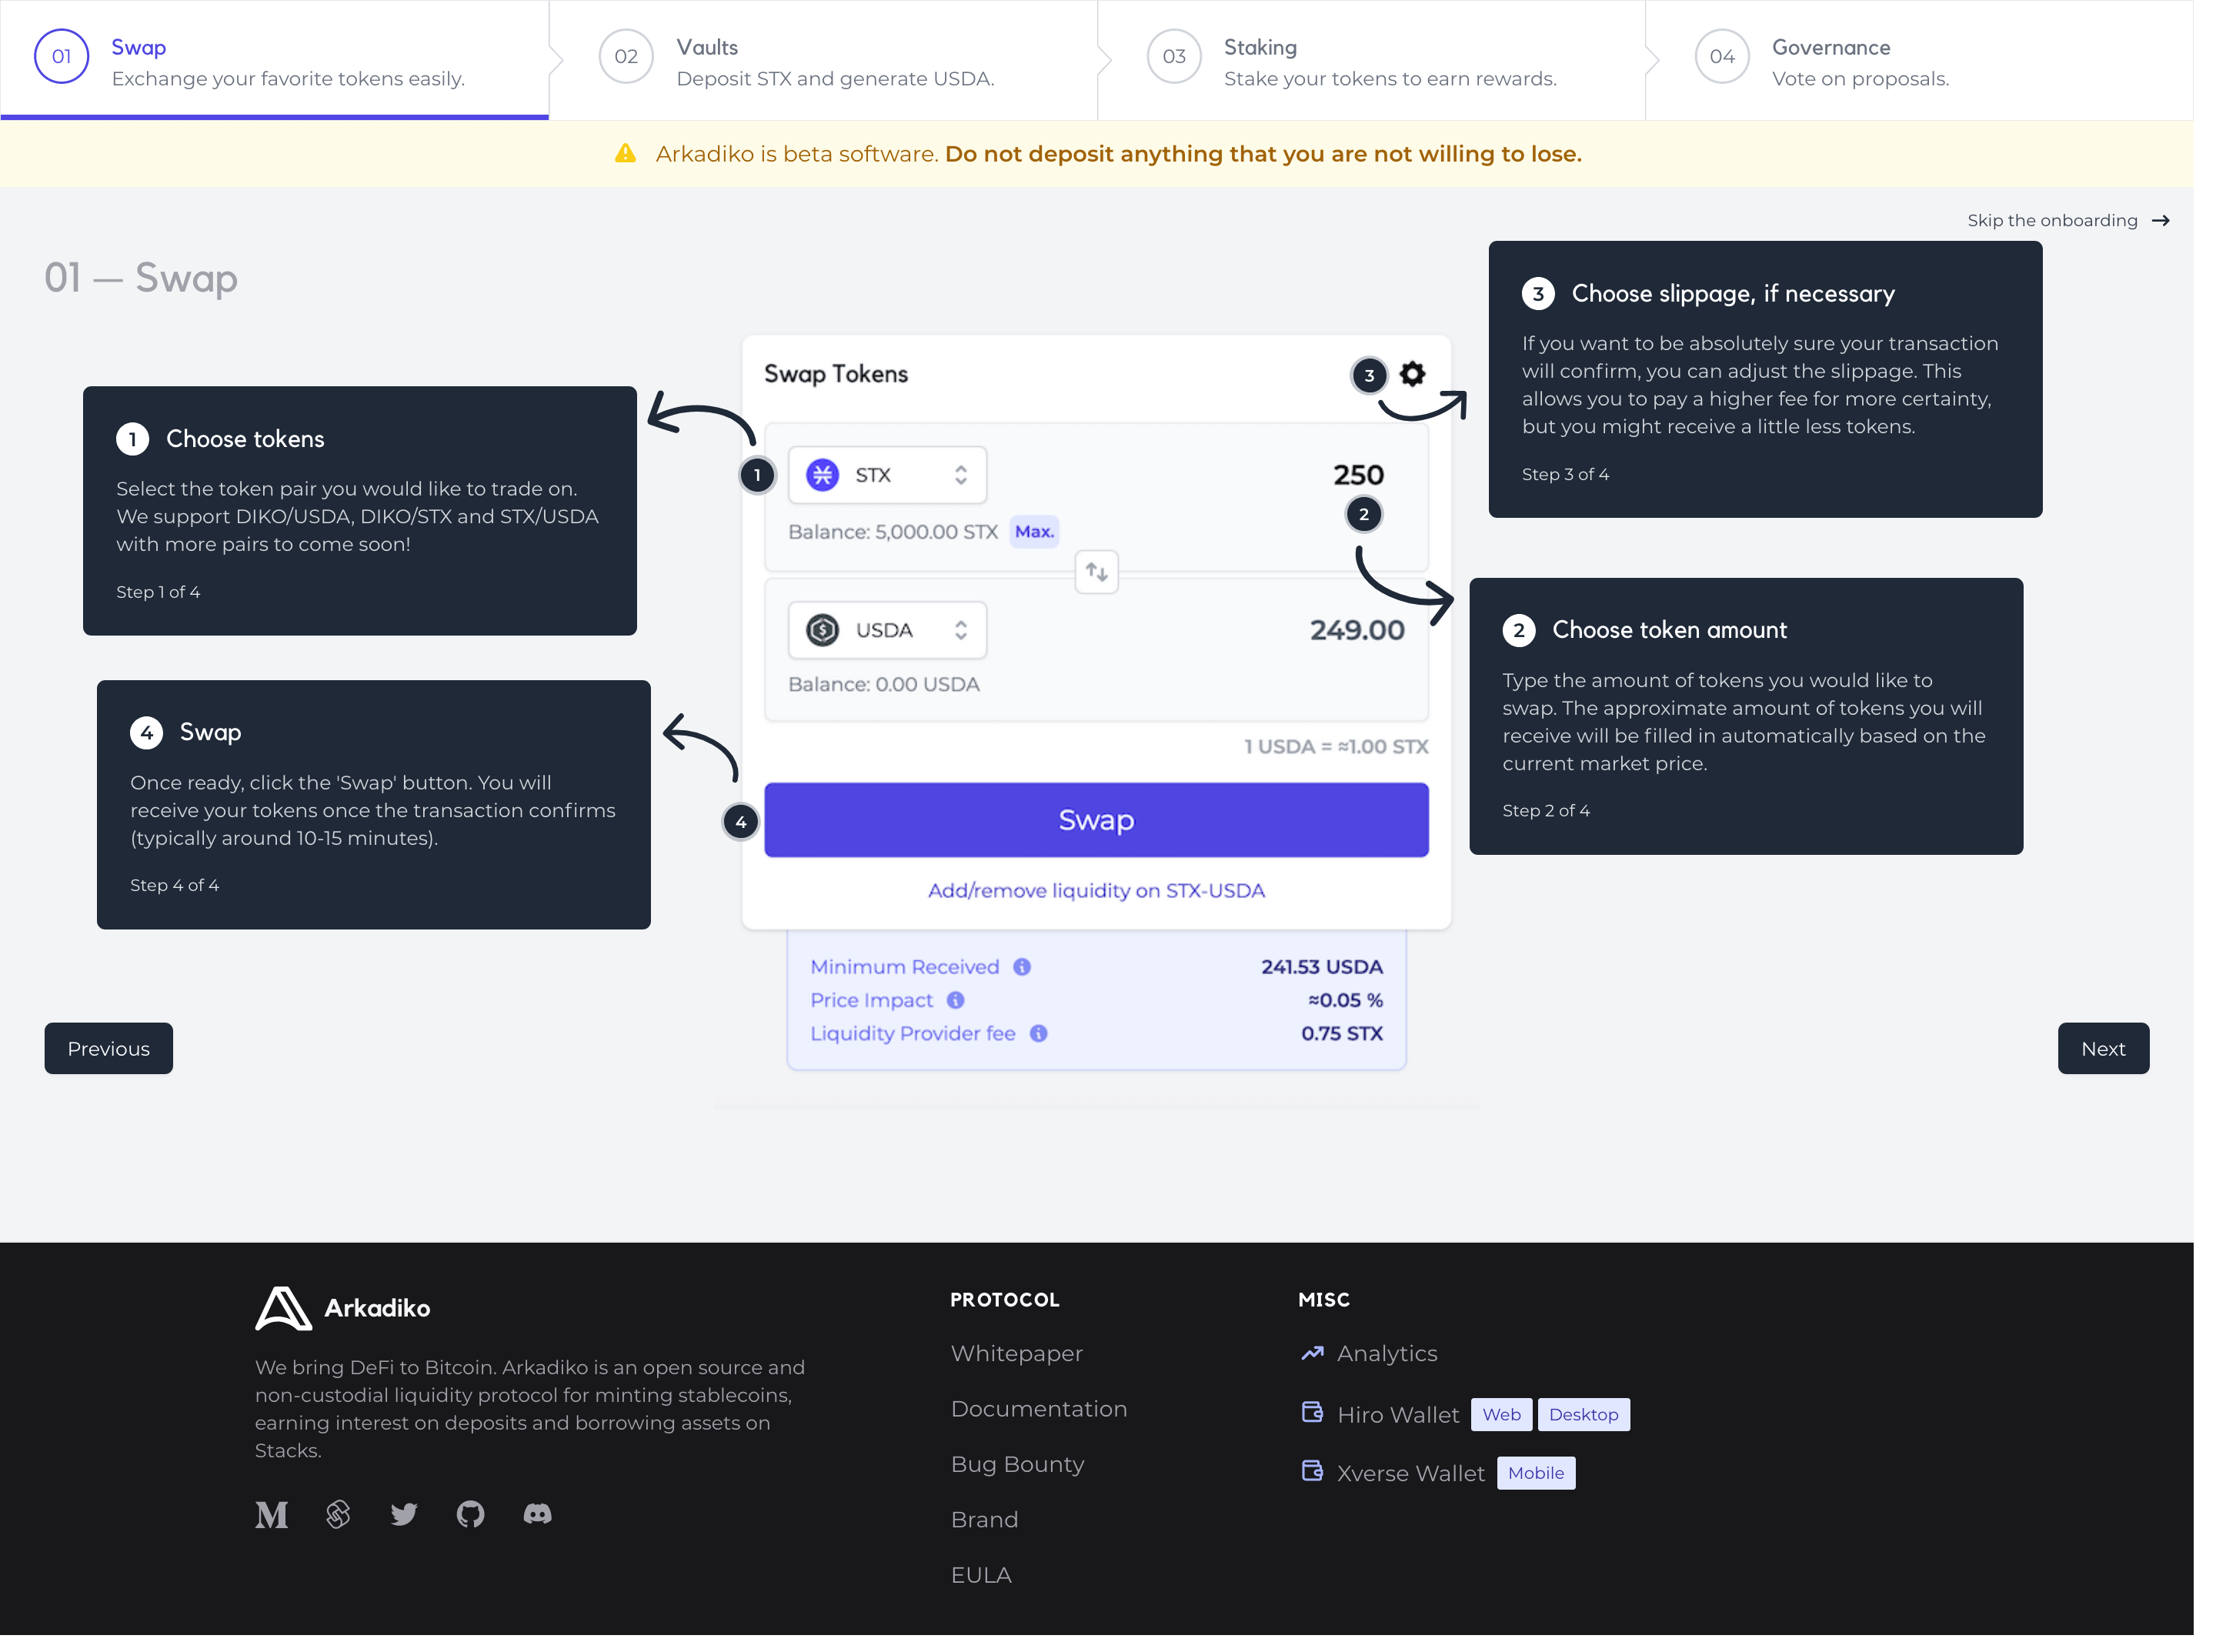 01
Swap
Exchange your favorite tokens easily.
02
Vaults
Deposit STX and generate USDA.
03
Staking
Stake your tokens to earn rewards.
04
Governance
Vote on proposals.
Arkadiko is beta software. Do not deposit anything that you are not willing to lose.
Skip the onboarding
01 — Swap
1 Choose tokens
Select the token pair you would like to trade on.
We support DIKO/USDA, DIKO/STX and STX/USDA
with more pairs to come soon!
Step 1 of 4
4 Swap
Once ready, click the 'Swap' button. You will
receive your tokens once the transaction confirms
(typically around 10-15 minutes).
Step 4 of 4
Swap Tokens
3
1
STX
250
2
Balance: 5,000.00 STX Max.
USDA
249.00
Balance: 0.00 USDA
1 USDA = ≈1.00 STX
4
Swap
Add/remove liquidity on STX-USDA
Minimum Received 241.53 USDA
Price Impact ≈0.05 %
Liquidity Provider fee 0.75 STX
3 Choose slippage, if necessary
If you want to be absolutely sure your transaction
will confirm, you can adjust the slippage. This
allows you to pay a higher fee for more certainty,
but you might receive a little less tokens.
Step 3 of 4
2 Choose token amount
Type the amount of tokens you would like to
swap. The approximate amount of tokens you will
receive will be filled in automatically based on the
current market price.
Step 2 of 4
Previous
Next
Arkadiko
We bring DeFi to Bitcoin. Arkadiko is an open source and
non-custodial liquidity protocol for minting stablecoins,
earning interest on deposits and borrowing assets on
Stacks.
PROTOCOL
Whitepaper
Documentation
Bug Bounty
Brand
EULA
MISC
Analytics
Hiro Wallet Web Desktop
Xverse Wallet Mobile